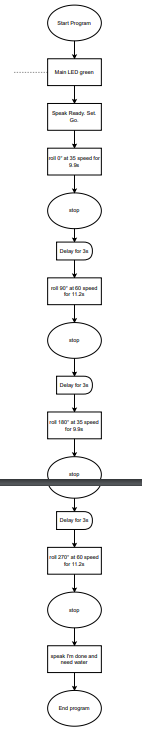 Start Program
Main LED green
Speak Ready. Set.
Go.
roll 0° at 35 speed for
9.9s
stop
Delay for 3s
roll 90° at 60 speed
for 11.2s
stop
Delay for 3s
roll 180° at 35 speed
for 9.9s
stop
Delay for 3s
roll 270° at 60 speed
for 11.2s
stop
speak I'm done and
need water
End program